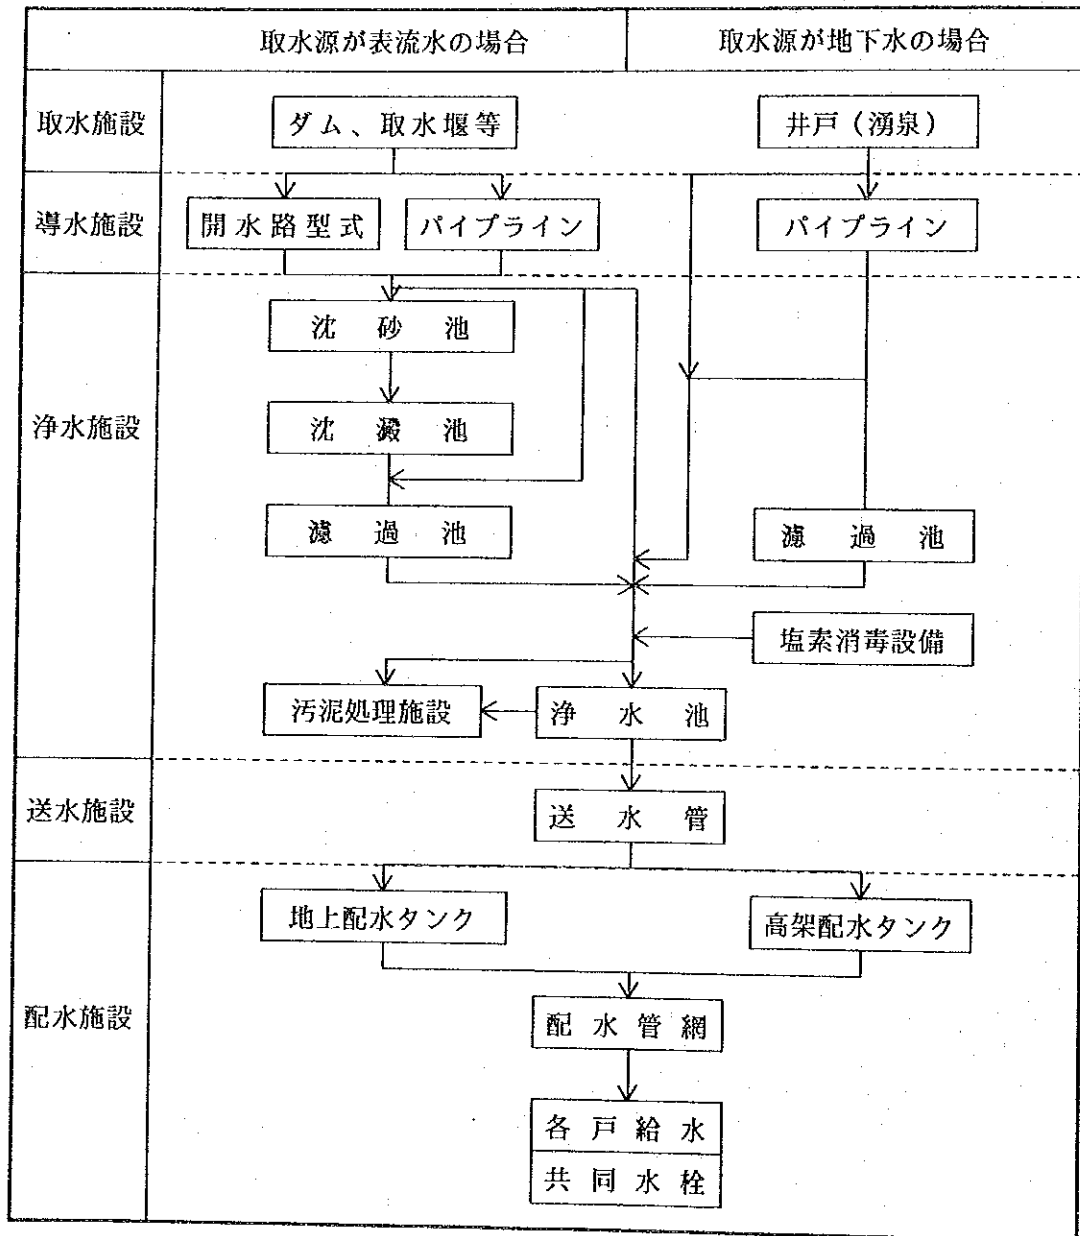 取水源が表流水の場合
取水源が地下水の場合
取水施設
ダム、取水堰等
井戸(湧泉)
導水施設
開水路型式
パイプライン
パイプライン
浄水施設
沈砂池
沈澱池
濾過池
濾過池
塩素消毒設備
汚泥処理施設
浄水池
送水施設
送水管
配水施設
地上配水タンク
高架配水タンク
配水管網
各戸給水
共同水栓